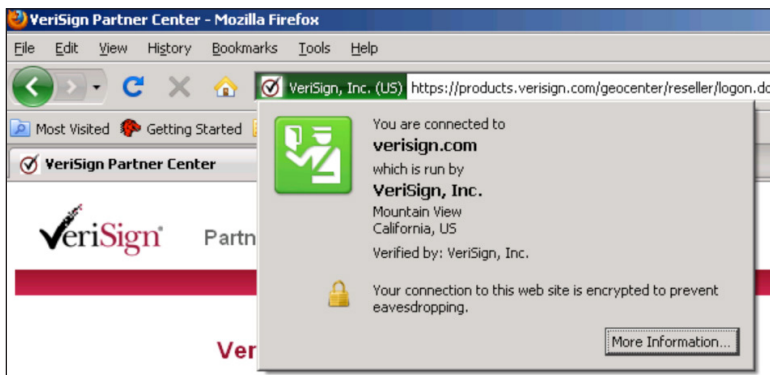 VeriSign Partner Center - Mozilla Firefox
File Edit View History Bookmarks Tools Help
VeriSign, Inc. (US) https://products.verisign.com/geocenter/reseller/logon.do
Most Visited Getting Started
VeriSign Partner Center
You are connected to
verisign.com
which is run by
VeriSign, Inc.
Mountain View
California, US
Verified by: VeriSign, Inc.
Your connection to this web site is encrypted to prevent
eavesdropping.
More Information...
VeriSign Partn
Ver